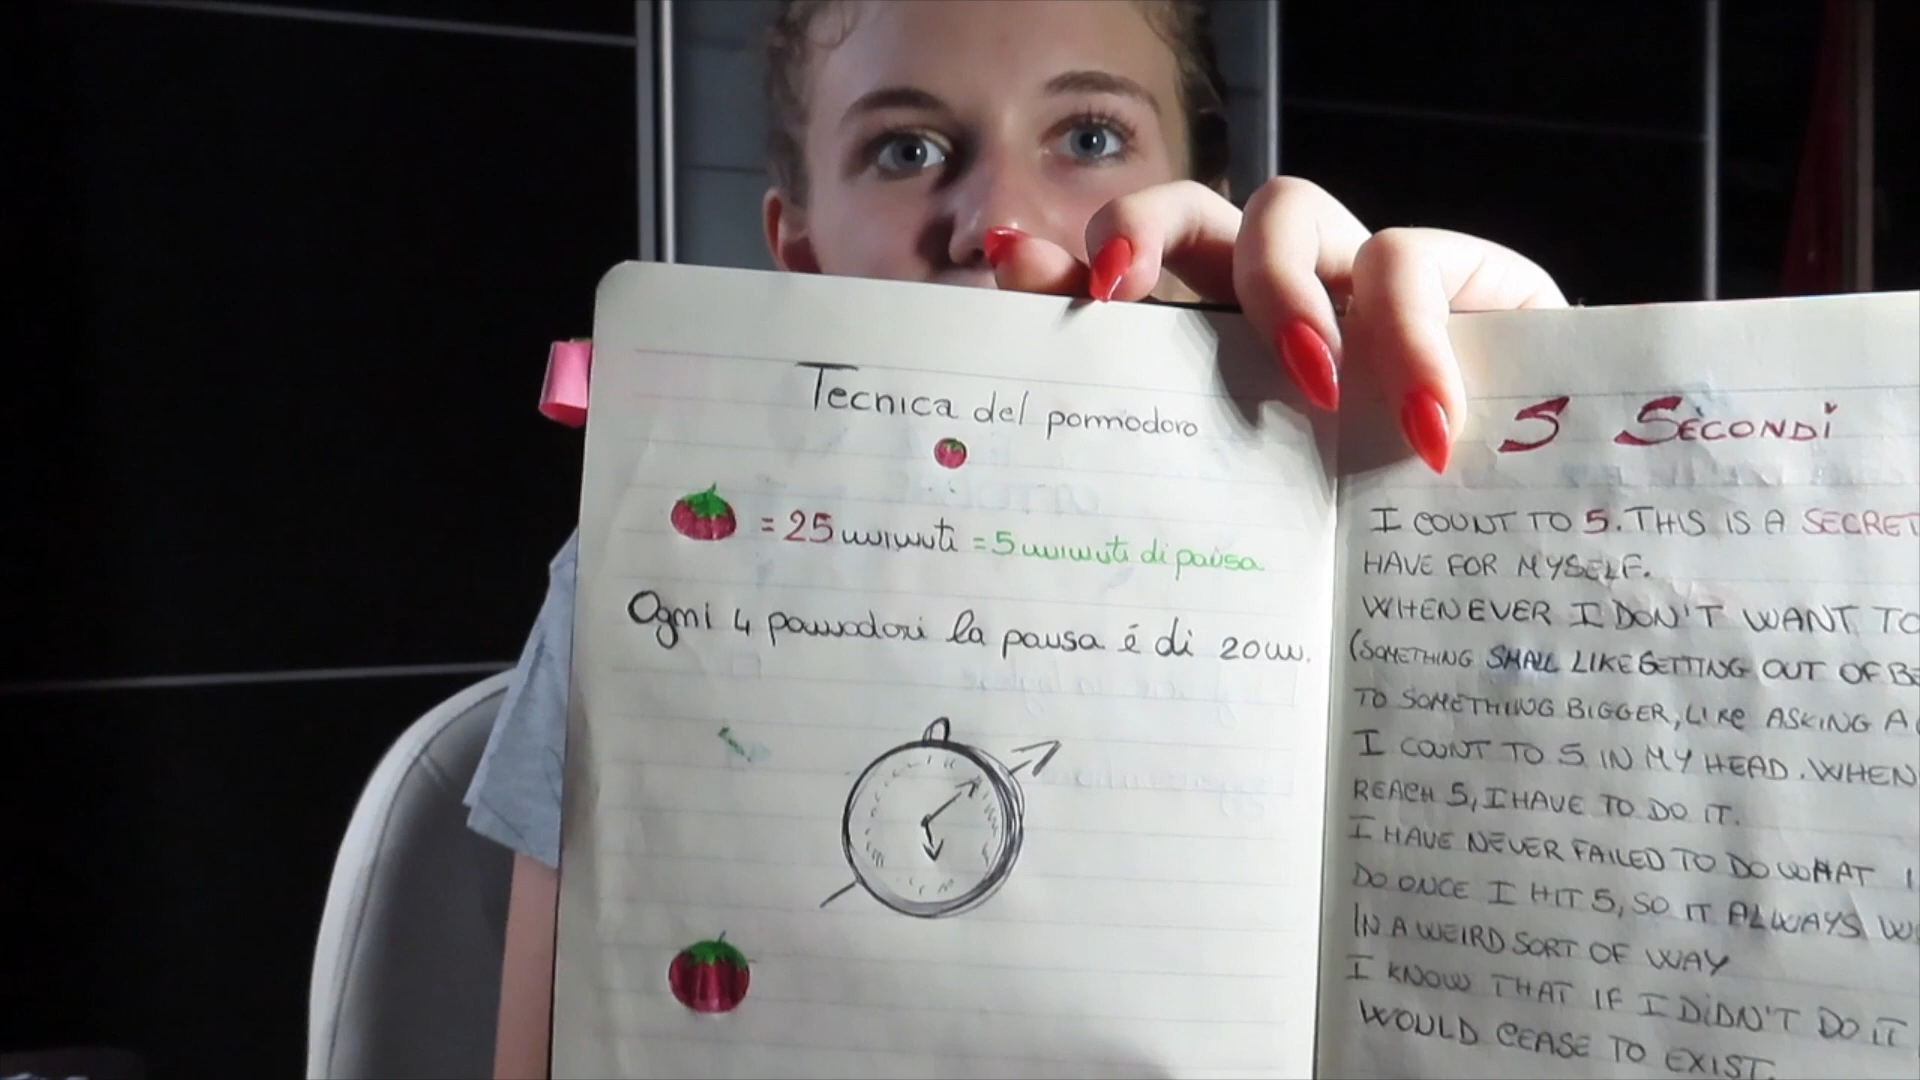 Tecnica del pommodoro
= 25 minuti = 5 minuti di pausa
Ogni 4 pomodori la pausa é di 20m.
5 SECONDI
I COUNT TO 5. THIS IS A SECRET
HAVE FOR MYSELF.
WHENEVER I DON'T WANT TO
(SOMETHING SMALL LIKE GETTING OUT OF BE
TO SOMETHING BIGGER, LIKE ASKING A
I COUNT TO 5 IN MY HEAD. WHEN
REACH 5, I HAVE TO DO IT.
I HAVE NEVER FAILED TO DO WHAT I
DO ONCE I HIT 5, SO IT ALWAYS W
IN A WEIRD SORT OF WAY
I KNOW THAT IF I DIDN'T DO IT
WOULD CEASE TO EXIST.